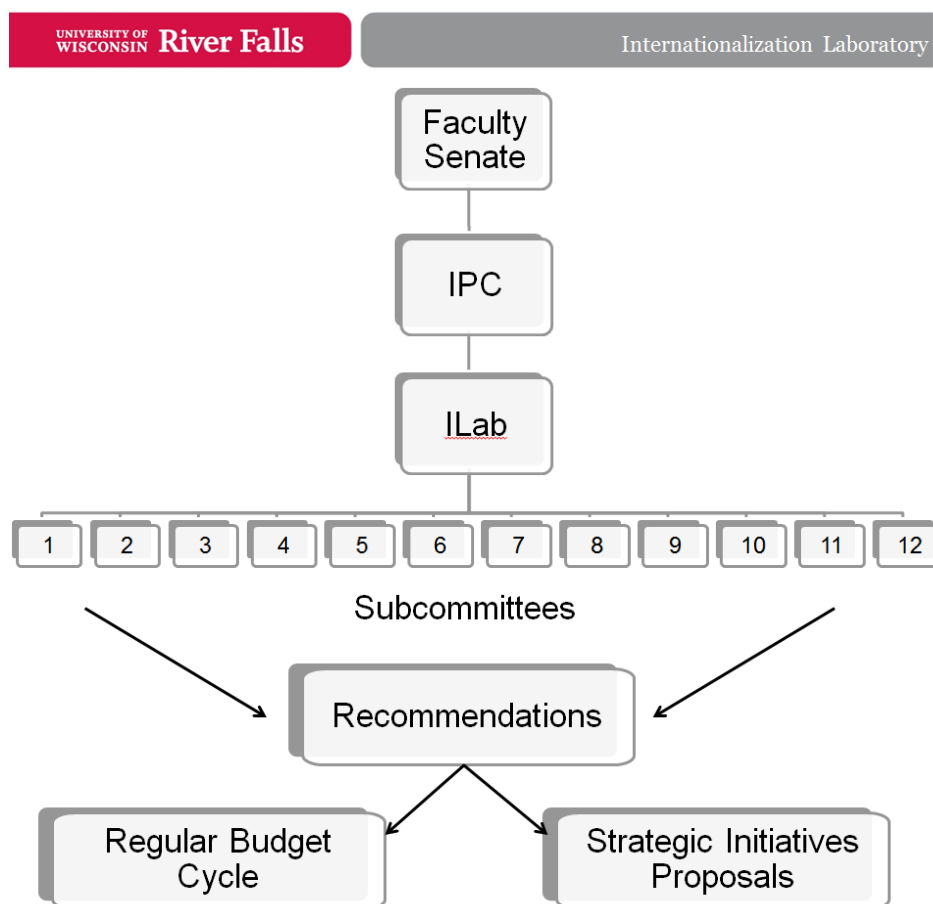 UNIVERSITY OF
WISCONSIN River Falls
Internationalization Laboratory
Faculty
Senate
IPC
ILab
1 2 3 4 5 6 7 8 9 10 11 12
Subcommittees
Recommendations
Regular Budget
Cycle
Strategic Initiatives
Proposals